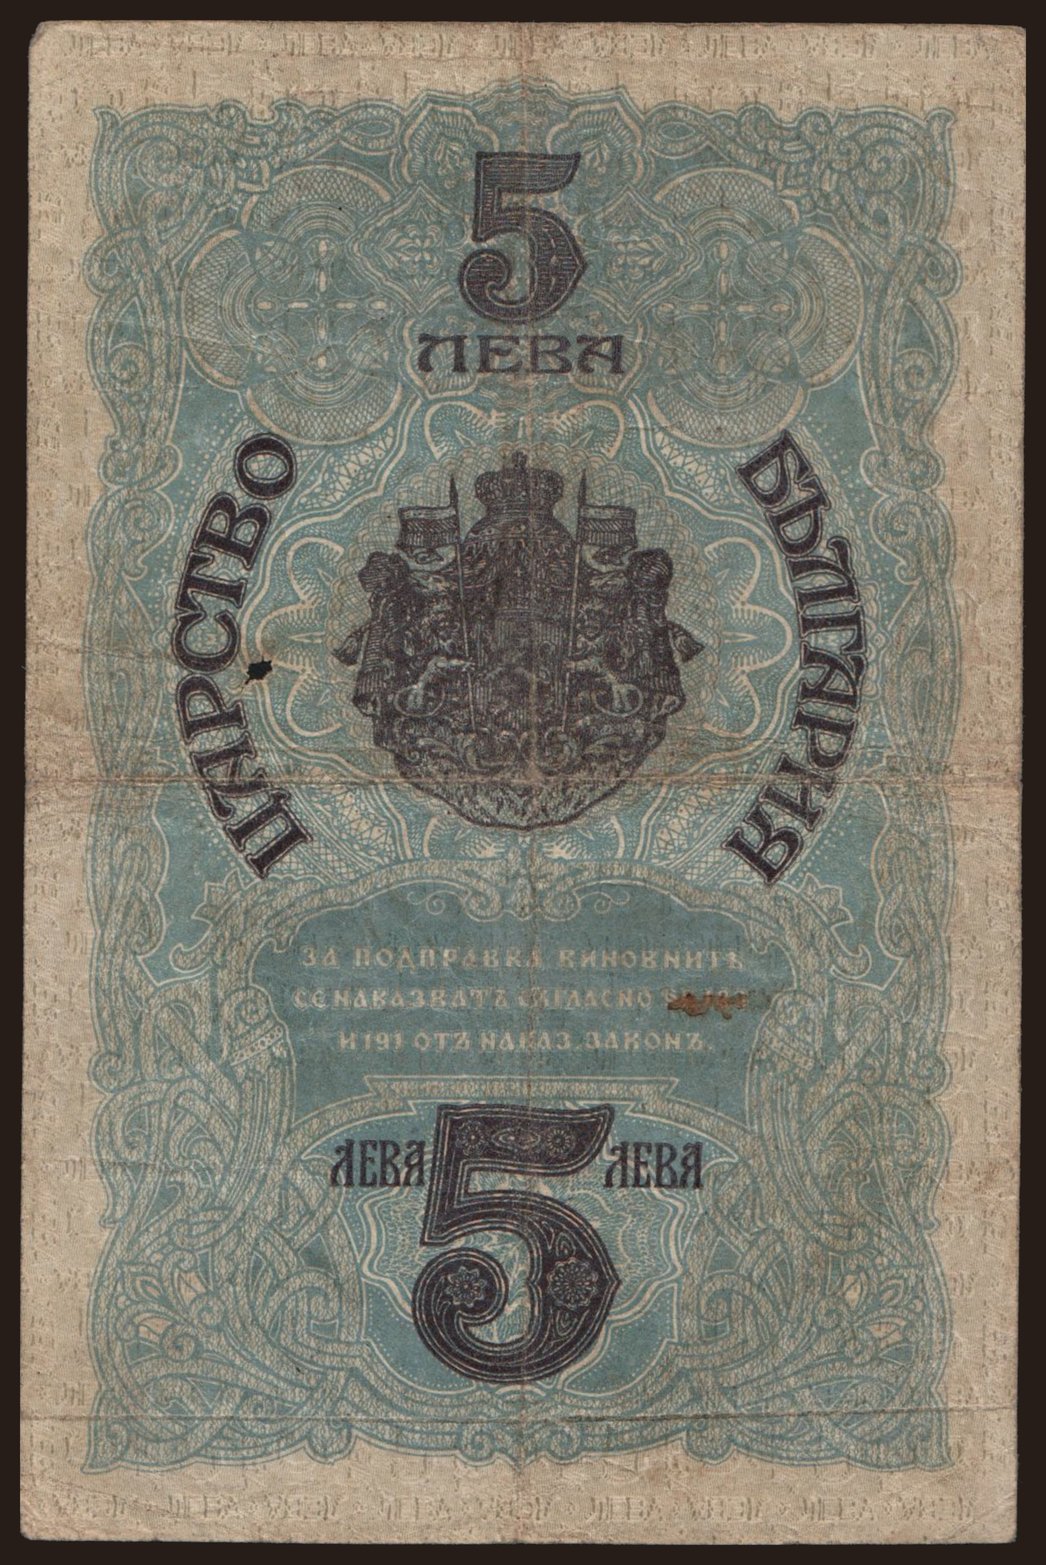 5
ЛЕВА
ЦАРСТВО
БЪЛГАРИЯ
ЗА ПОДПРАВКА ВИНОВНИТѢ
СЕ НАКАЗВАТЪ СЪГЛАСНО
И 191 ОТЪ НАКАЗ. ЗАКОНЪ.
ЛЕВА 5 ЛЕВА